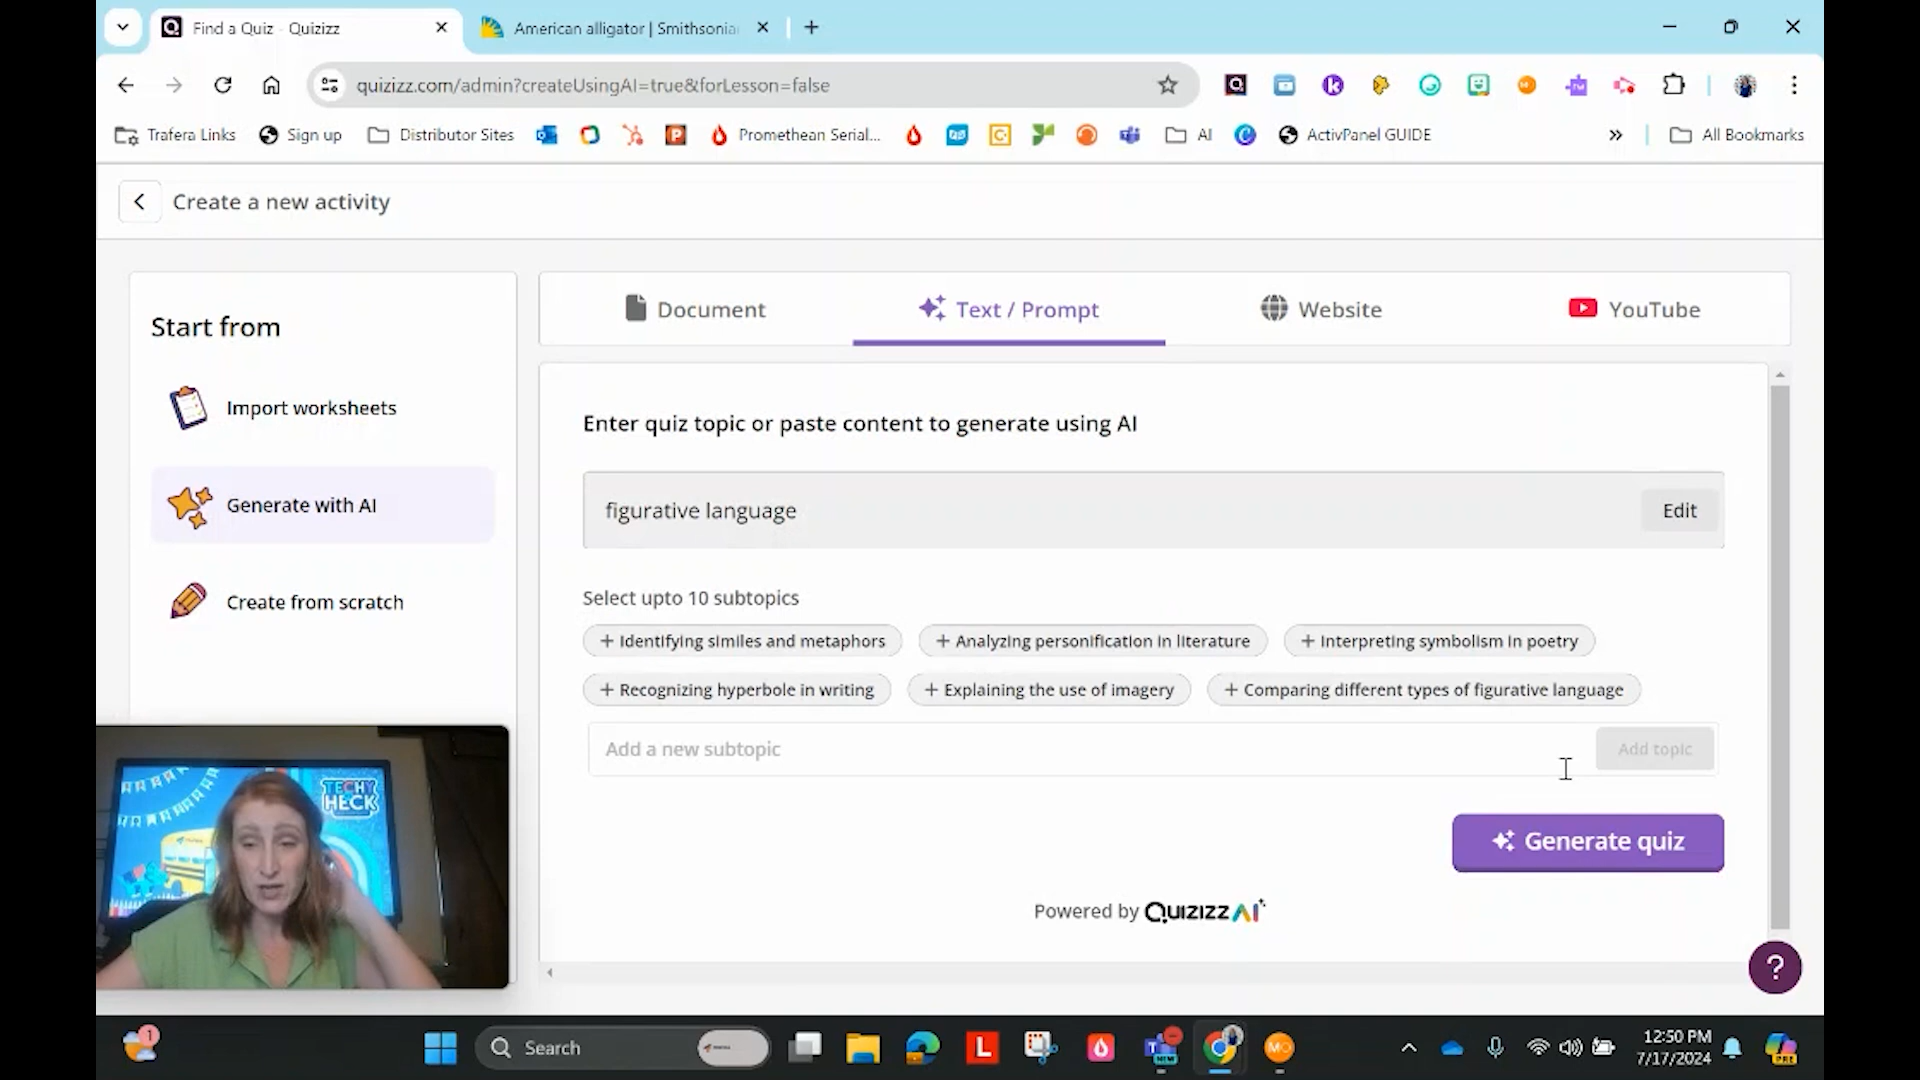 Find a Quiz - Quizizz
American alligator | Smithsonia
quizizz.com/admin?createUsingAI=true&forLesson=false
Trafera Links
Sign up
Distributor Sites
Promethean Serial...
AI
ActivPanel GUIDE
All Bookmarks
Create a new activity
Start from
Import worksheets
Generate with AI
Create from scratch
Document
Text / Prompt
Website
YouTube
Enter quiz topic or paste content to generate using AI
figurative language
Edit
Select upto 10 subtopics
+ Identifying similes and metaphors
+ Analyzing personification in literature
+ Interpreting symbolism in poetry
+ Recognizing hyperbole in writing
+ Explaining the use of imagery
+ Comparing different types of figurative language
Add a new subtopic
Add topic
Generate quiz
Powered by Quizizz AI
?
TECHY
HECK
1
Search
L
12:50 PM
7/17/2024